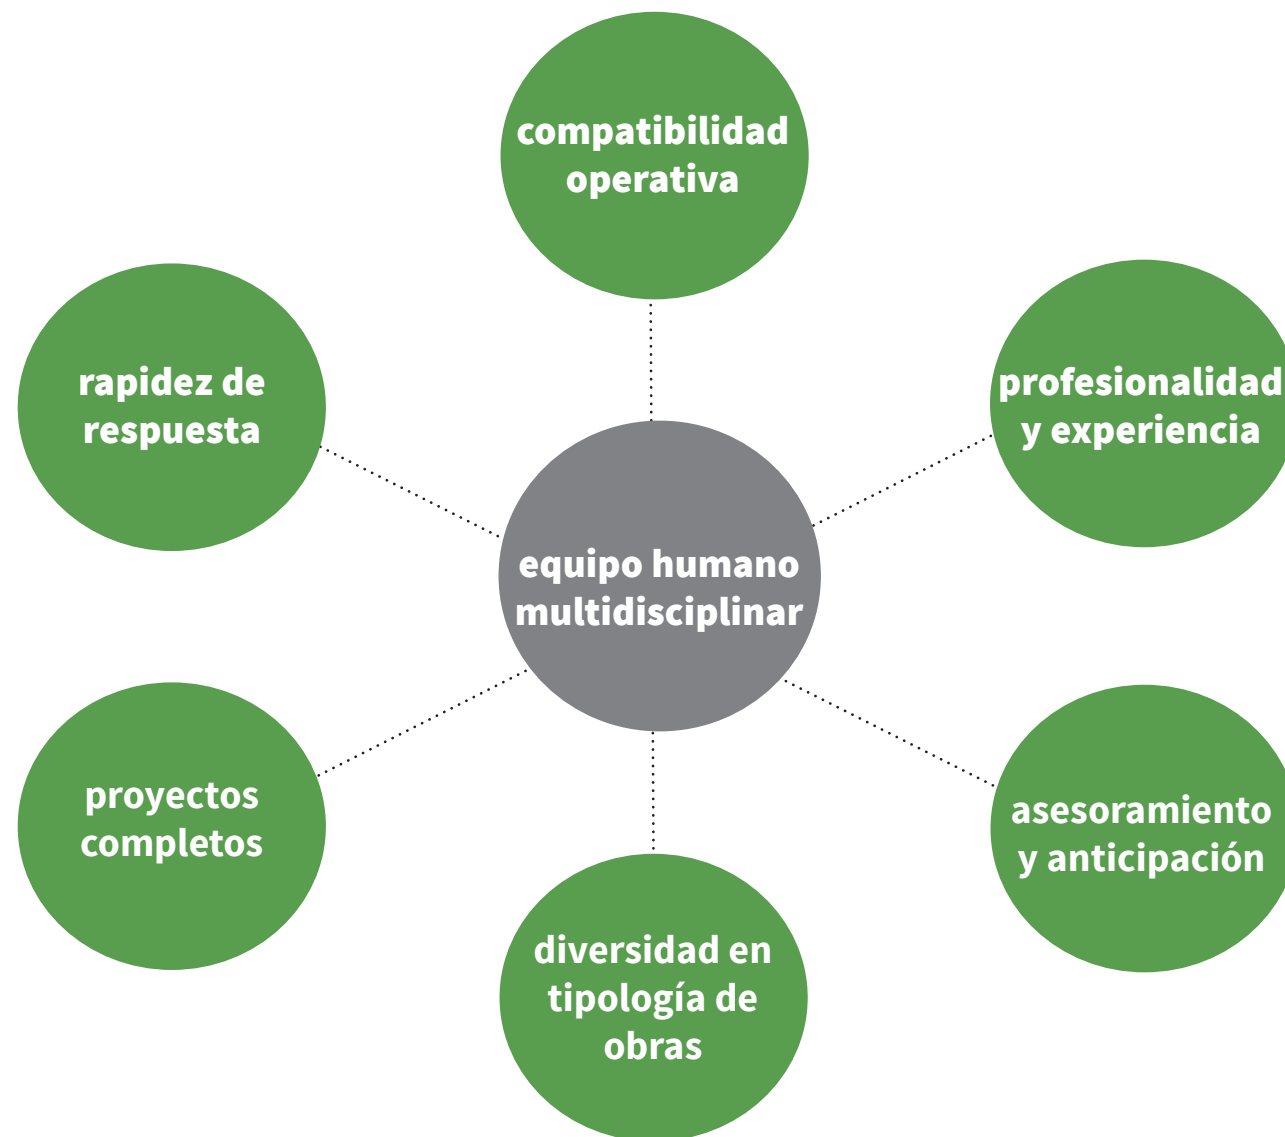 compatibilidad
operativa
rapidez de
respuesta
profesionalidad
y experiencia
equipo humano
multidisciplinar
proyectos
completos
asesoramiento
y anticipación
diversidad en
tipología de
obras